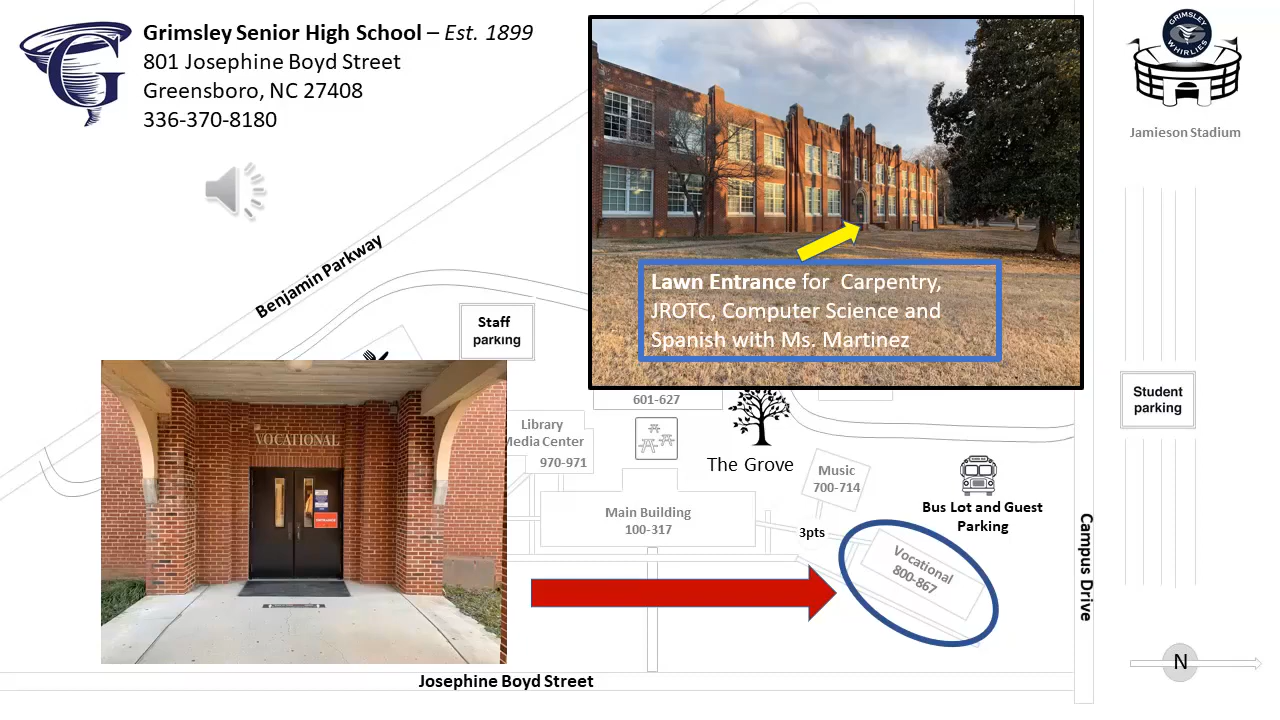 Grimsley Senior High School – Est. 1899
801 Josephine Boyd Street
Greensboro, NC 27408
336-370-8180
G
GRIMSLEY
WHIRLIES
Jamieson Stadium
Benjamin Parkway
Lawn Entrance for Carpentry,
JROTC, Computer Science and
Spanish with Ms. Martinez
Staff
parking
Student
parking
601-627
Library
Media Center
970-971
The Grove
Music
700-714
Bus Lot and Guest
Parking
Main Building
100-317
3pts
Vocational
800-867
VOCATIONAL
Campus Drive
N
Josephine Boyd Street